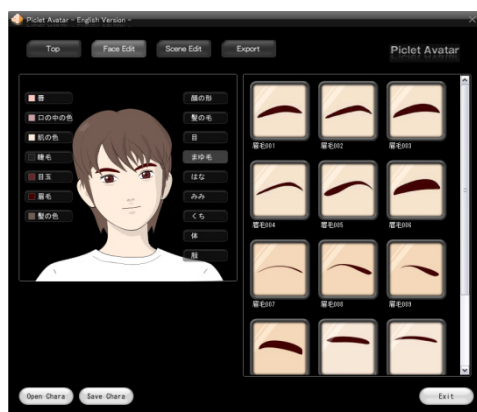 Piclet Avatar - English Version -
Top
Face Edit
Scene Edit
Export
Piclet Avatar
唇
口の中の色
肌の色
睫毛
目玉
眉毛
髪の色
顔の形
髪の毛
目
まゆ毛
はな
みみ
くち
体
服
眉毛001
眉毛002
眉毛003
眉毛004
眉毛005
眉毛006
眉毛007
眉毛008
眉毛009
Open Chara
Save Chara
Exit